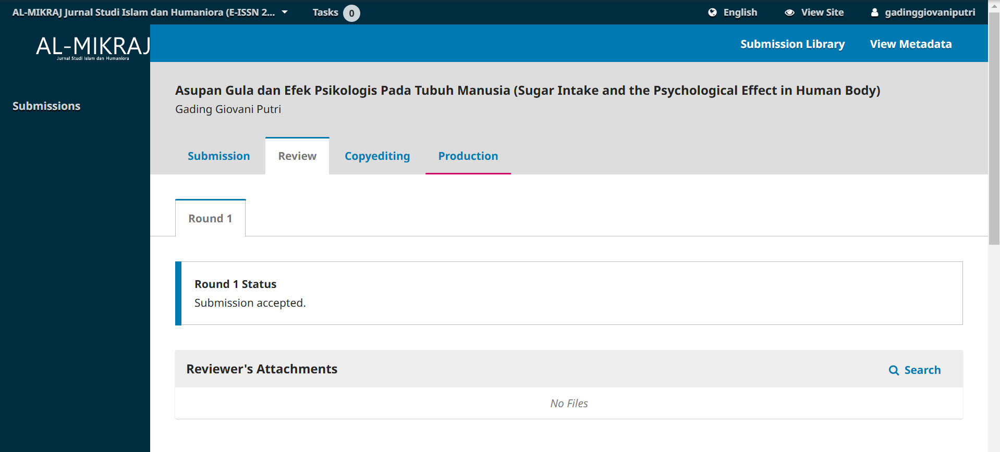 AL-MIKRAJ Jurnal Studi Islam dan Humaniora (E-ISSN 2...
Tasks 0
English
View Site
gadinggiovaniputri
AL-MIKRAJ
Jurnal Studi Islam dan Humaniora
Submission Library
View Metadata
Submissions
Asupan Gula dan Efek Psikologis Pada Tubuh Manusia (Sugar Intake and the Psychological Effect in Human Body)
Gading Giovani Putri
Submission
Review
Copyediting
Production
Round 1
Round 1 Status
Submission accepted.
Reviewer's Attachments
Search
No Files